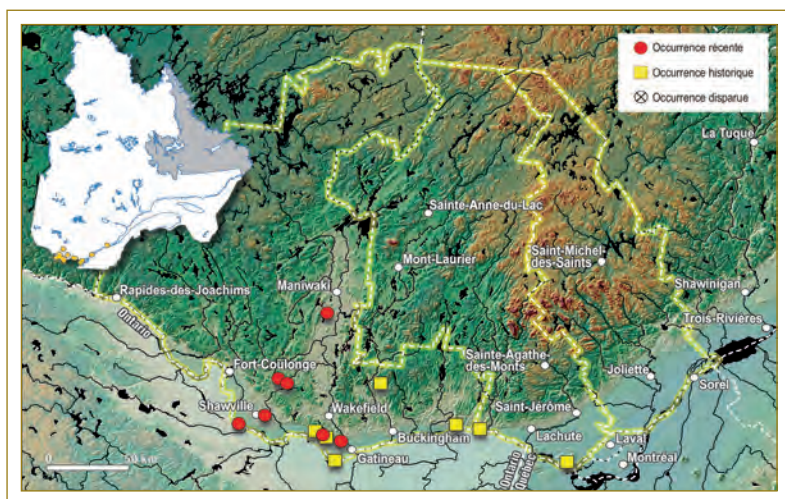 Occurrence récente
Occurrence historique
Occurrence disparue
La Tuque
Sainte-Anne-du-Lac
Saint-Michel-
des-Saints
Mont-Laurier
Maniwaki
Rapides-des-Joachims
Shawinigan
Ontario
Trois-Rivières
Fort-Coulonge
Sainte-Agathe-
des-Monts
Joliette
Sorel
Shawville
Wakefield
Saint-Jérôme
Buckingham
Lachute
Laval
Gatineau
Ontario
Québec
Montréal
0 50 km